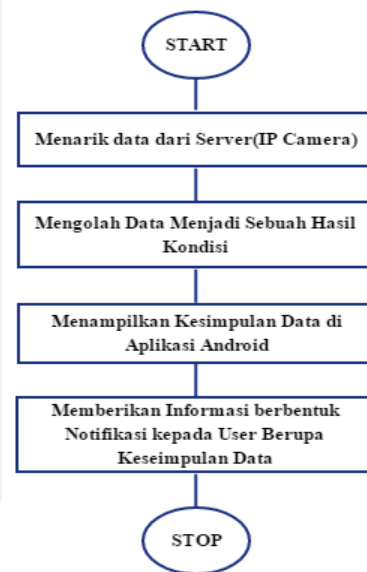 START
Menarik data dari Server(IP Camera)
Mengolah Data Menjadi Sebuah Hasil
Kondisi
Menampilkan Kesimpulan Data di
Aplikasi Android
Memberikan Informasi berbentuk
Notifikasi kepada User Berupa
Keseimpulan Data
STOP